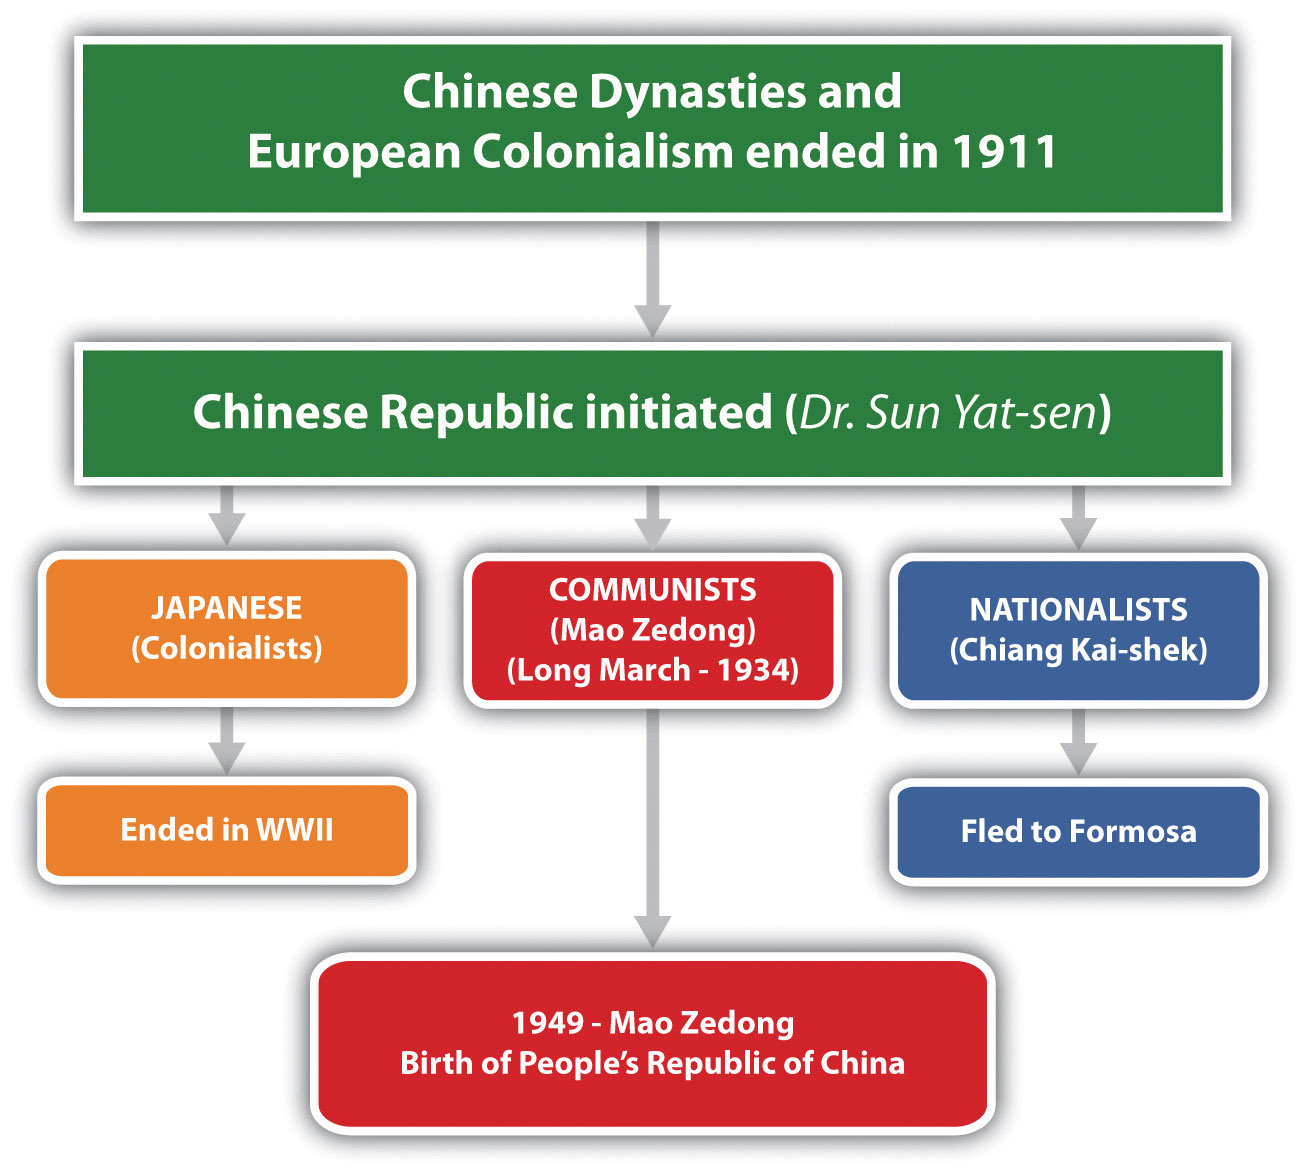 Chinese Dynasties and
European Colonialism ended in 1911
Chinese Republic initiated (Dr. Sun Yat-sen)
JAPANESE
(Colonialists)
COMMUNISTS
(Mao Zedong)
(Long March - 1934)
NATIONALISTS
(Chiang Kai-shek)
Ended in WWII
Fled to Formosa
1949 - Mao Zedong
Birth of People’s Republic of China